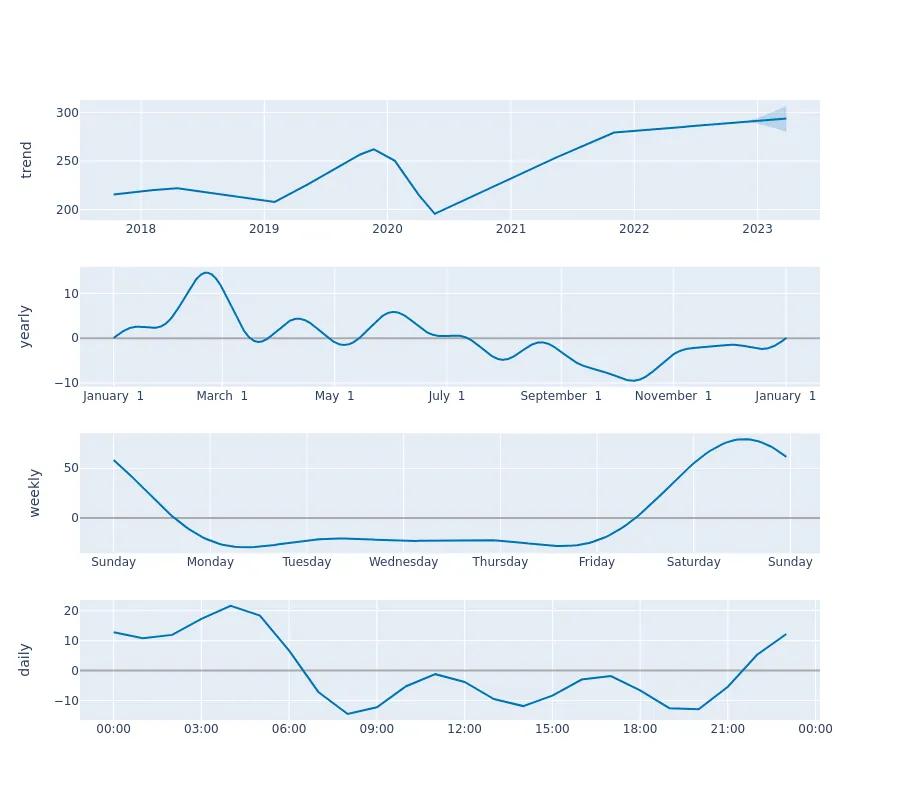 trend
300
250
200
2018 2019 2020 2021 2022 2023
yearly
10
0
−10
January 1 March 1 May 1 July 1 September 1 November 1 January 1
weekly
50
0
Sunday Monday Tuesday Wednesday Thursday Friday Saturday Sunday
daily
20
10
0
−10
00:00 03:00 06:00 09:00 12:00 15:00 18:00 21:00 00:00